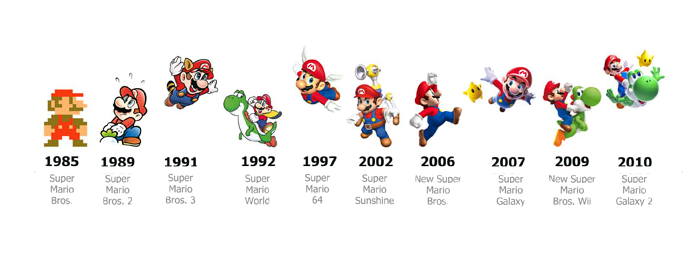 1985
Super
Mario
Bros.
1989
Super
Mario
Bros. 2
1991
Super
Mario
Bros. 3
1992
Super
Mario
World
1997
Super
Mario
64
2002
Super
Mario
Sunshine
2006
New Super
Mario
Bros.
2007
Super
Mario
Galaxy
2009
New Super
Mario
Bros. Wii
2010
Super
Mario
Galaxy 2